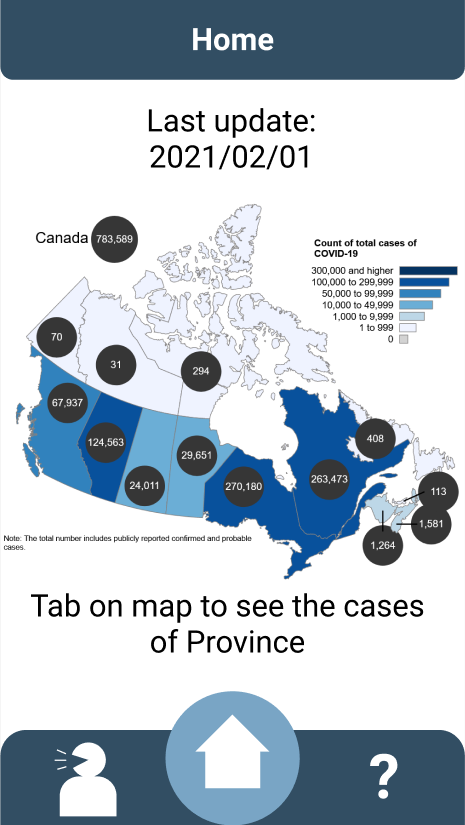 Home
Last update:
2021/02/01
Canada 783,589
Count of total cases of
COVID-19
300,000 and higher
100,000 to 299,999
50,000 to 99,999
10,000 to 49,999
1,000 to 9,999
1 to 999
0
70
31
294
67,937
124,563
24,011
29,651
270,180
263,473
408
113
1,581
1,264
Note: The total number includes publicly reported confirmed and probable
cases.
Tab on map to see the cases
of Province
?